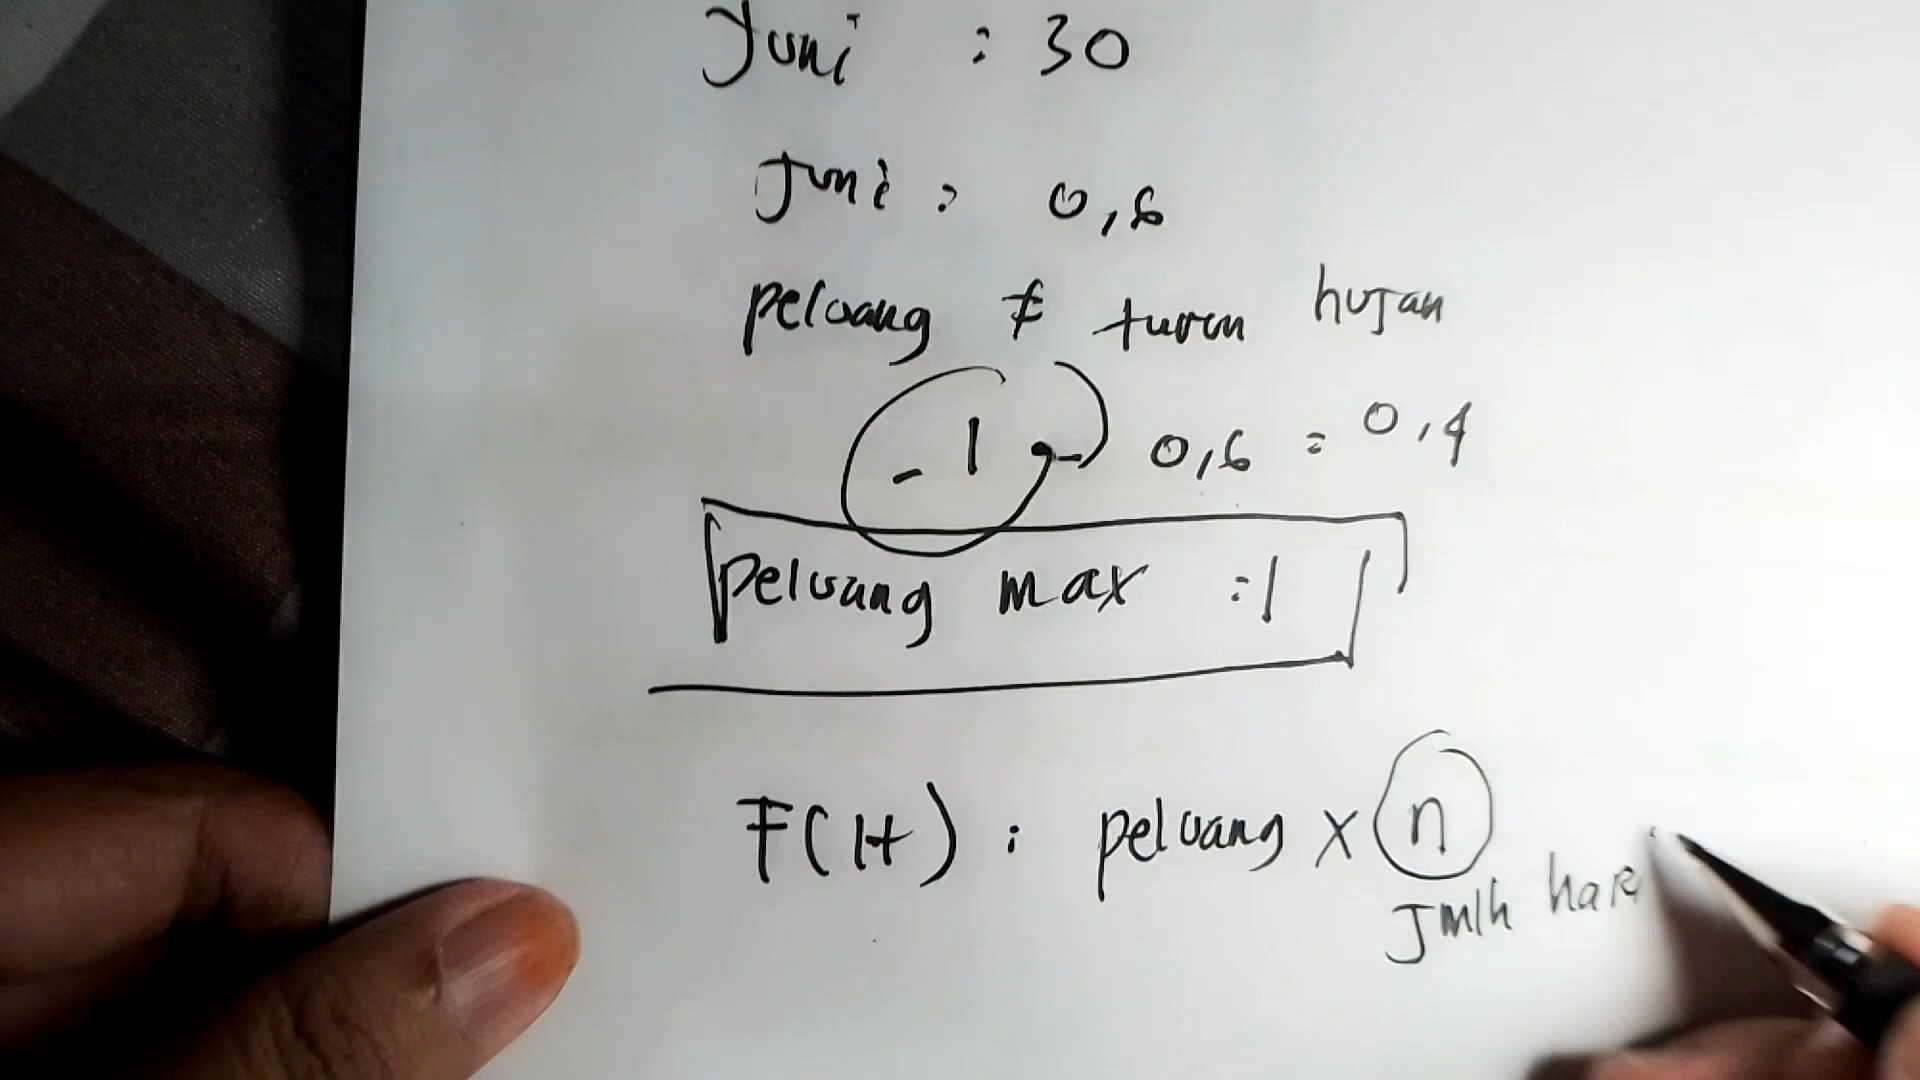 Juni : 30
Juni : 0,6
peluang ≠ turun hujan
- 1 - 0,6 = 0,4
peluang max : 1
F(H) : peluang x n
Jmlh hari